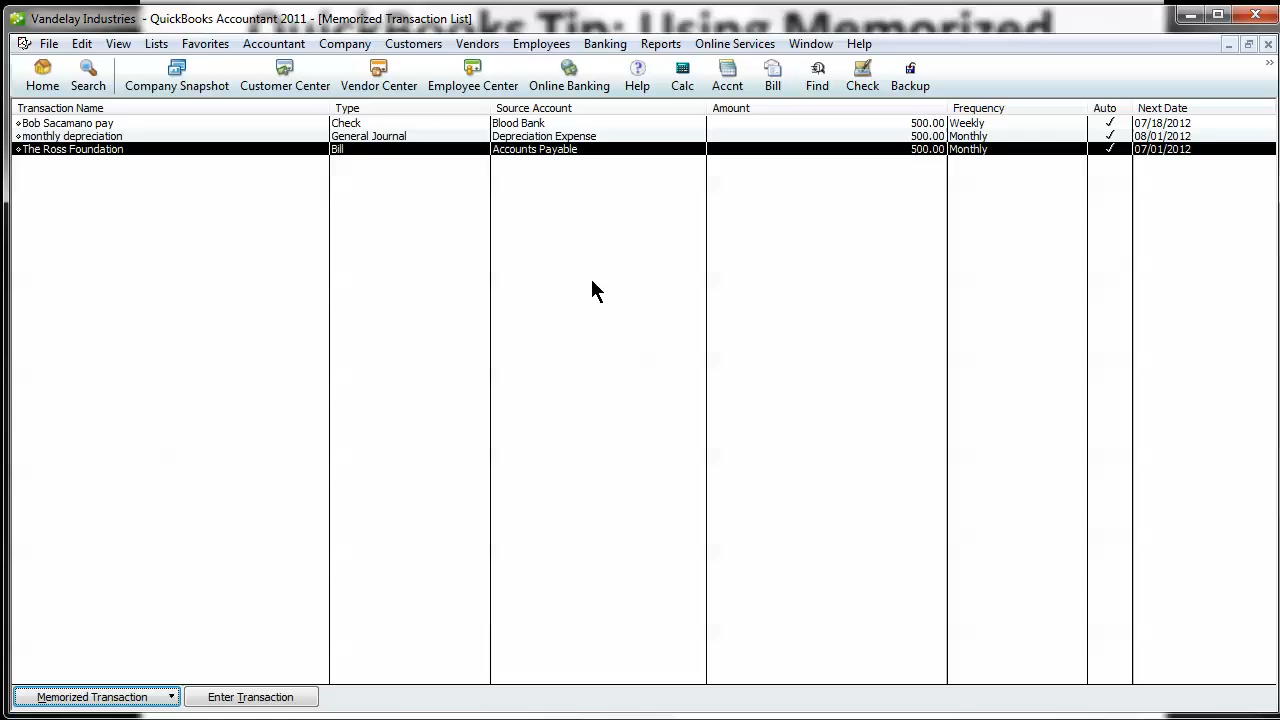 QuickBooks Tip: Using Memorized
Vandelay Industries - QuickBooks Accountant 2011 - [Memorized Transaction List]
File Edit View Lists Favorites Accountant Company Customers Vendors Employees Banking Reports Online Services Window Help
Home Search Company Snapshot Customer Center Vendor Center Employee Center Online Banking Help Calc Accnt Bill Find Check Backup
Transaction Name Type Source Account Amount Frequency Auto Next Date
Bob Sacamano pay Check Blood Bank 500.00 Weekly ✓ 07/18/2012
monthly depreciation General Journal Depreciation Expense 500.00 Monthly ✓ 08/01/2012
The Ross Foundation Bill Accounts Payable 500.00 Monthly ✓ 07/01/2012
Memorized Transaction Enter Transaction